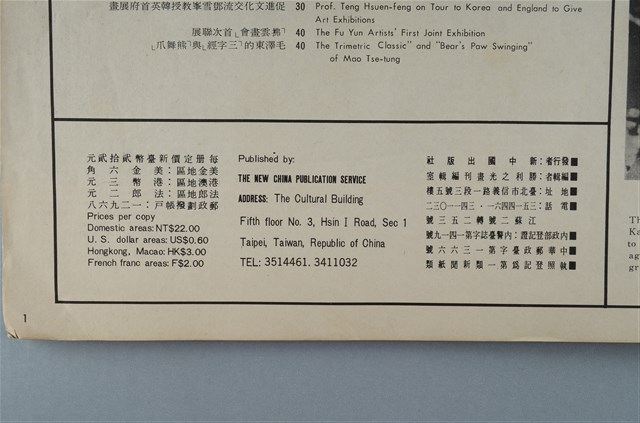 促進文化交流鄧雪峯教授韓英首府展畫
30 Prof. Teng Hsuen-feng on Tour to Korea and England to Give
Art Exhibitions
「拂雲畫會」首次聯展
40 The Fu Yun Artists' First Joint Exhibition
毛澤東的「三字經」與「熊舞爪」
40 The Trimetric Classic" and "Bear's Paw Swinging"
of Mao Tse-tung
每册定價新臺幣貳拾貳元
美金地區：美金六角
港澳地區：港幣三元
法郎地區：法郎二元
郵政劃撥帳戶：一二九六八
Prices per copy
Domestic areas: NT$22.00
U. S. dollar areas: US$0.60
Hongkong, Macao: HK$3.00
French franc areas: F$2.00
Published by:
THE NEW CHINA PUBLICATION SERVICE
ADDRESS: The Cultural Building
Fifth floor No. 3, Hsin I Road, Sec 1
Taipei, Taiwan, Republic of China
TEL: 3514461. 3411032
■發行者：新中國出版社
■編輯者：勝利之光畫刊編輯室
■地址：臺北市信義路一段三號五樓
■電話：三五一四四六一．三四一一〇三二
江蘇二號轉二五三號
■內政部登記證：內警臺誌字第一四一九號
■中華郵政臺字第一三六六號
■執照登記爲第一類新聞紙類
1